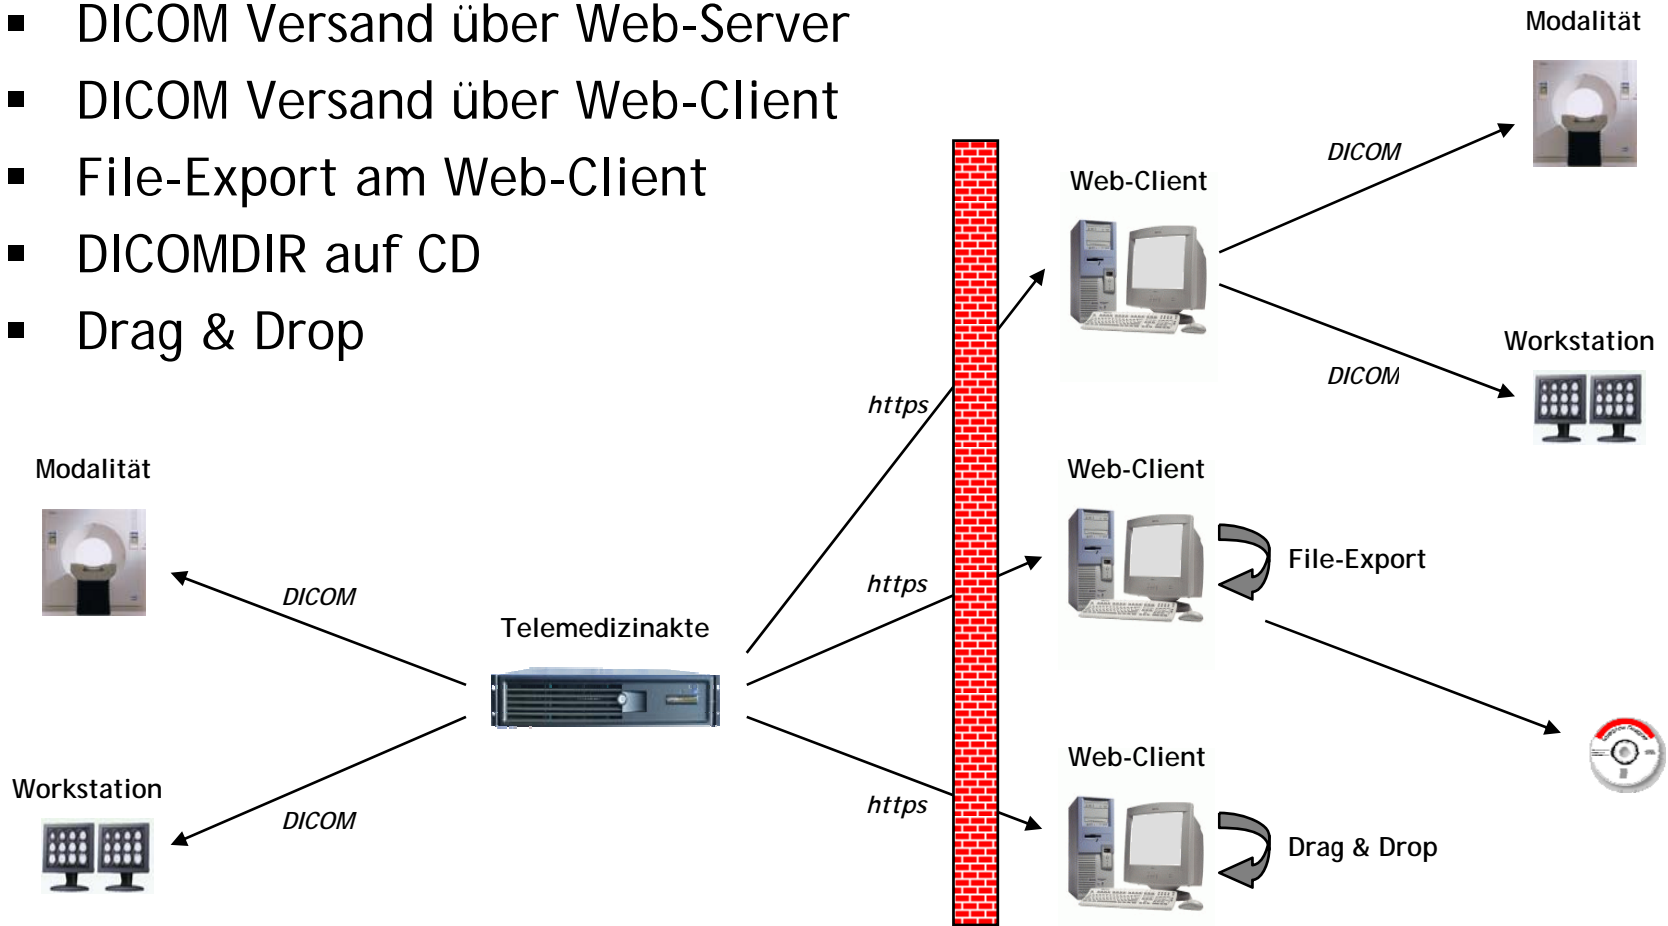 ▪ DICOM Versand über Web-Server
▪ DICOM Versand über Web-Client
▪ File-Export am Web-Client
▪ DICOMDIR auf CD
▪ Drag & Drop
Modalität
DICOM
Web-Client
Workstation
DICOM
https
Modalität
Web-Client
File-Export
https
DICOM
Telemedizinakte
Web-Client
Workstation
https
DICOM
Drag & Drop